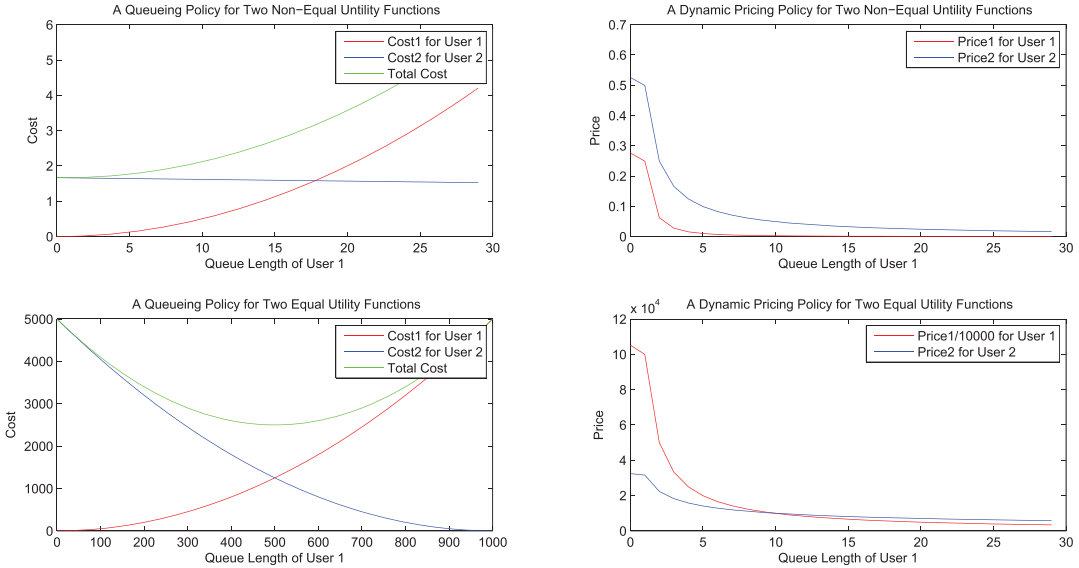 A Queueing Policy for Two Non−Equal Untility Functions
6
5
4
3
2
1
0
Cost
Cost1 for User 1
Cost2 for User 2
Total Cost
0 5 10 15 20 25 30
Queue Length of User 1
A Dynamic Pricing Policy for Two Non−Equal Untility Functions
0.7
0.6
0.5
0.4
0.3
0.2
0.1
0
Price
Price1 for User 1
Price2 for User 2
0 5 10 15 20 25 30
Queue Length of User 1
A Queueing Policy for Two Equal Utility Functions
5000
4000
3000
2000
1000
0
Cost
Cost1 for User 1
Cost2 for User 2
Total Cost
0 100 200 300 400 500 600 700 800 900 1000
Queue Length of User 1
x 10^4
A Dynamic Pricing Policy for Two Equal Utility Functions
12
10
8
6
4
2
0
Price
Price1/10000 for User 1
Price2 for User 2
0 5 10 15 20 25 30
Queue Length of User 1